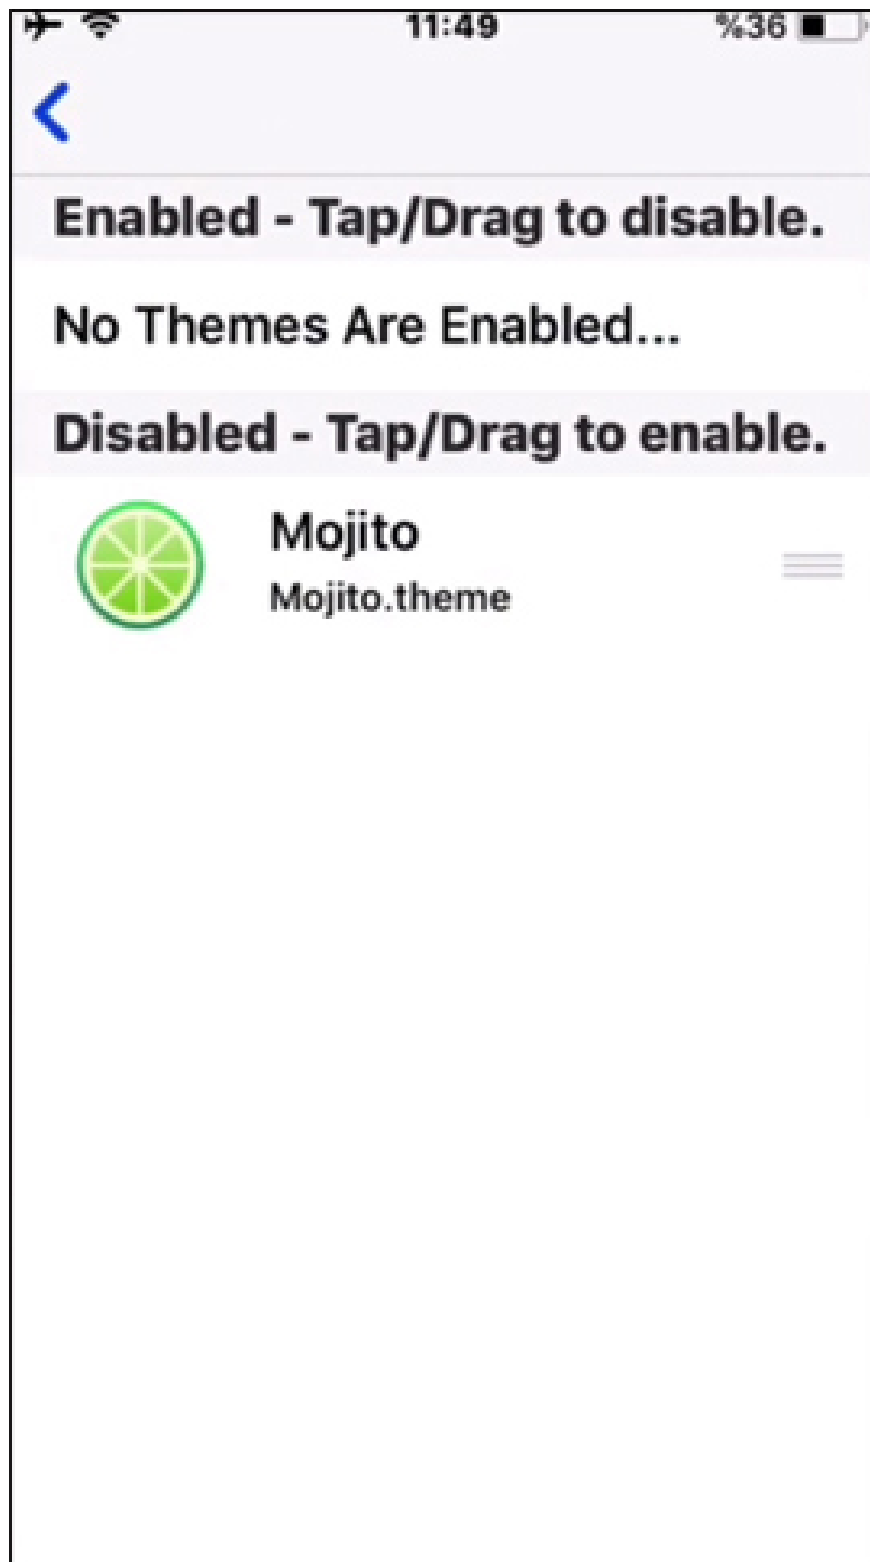 11:49 %36
Enabled - Tap/Drag to disable.
No Themes Are Enabled...
Disabled - Tap/Drag to enable.
Mojito
Mojito.theme